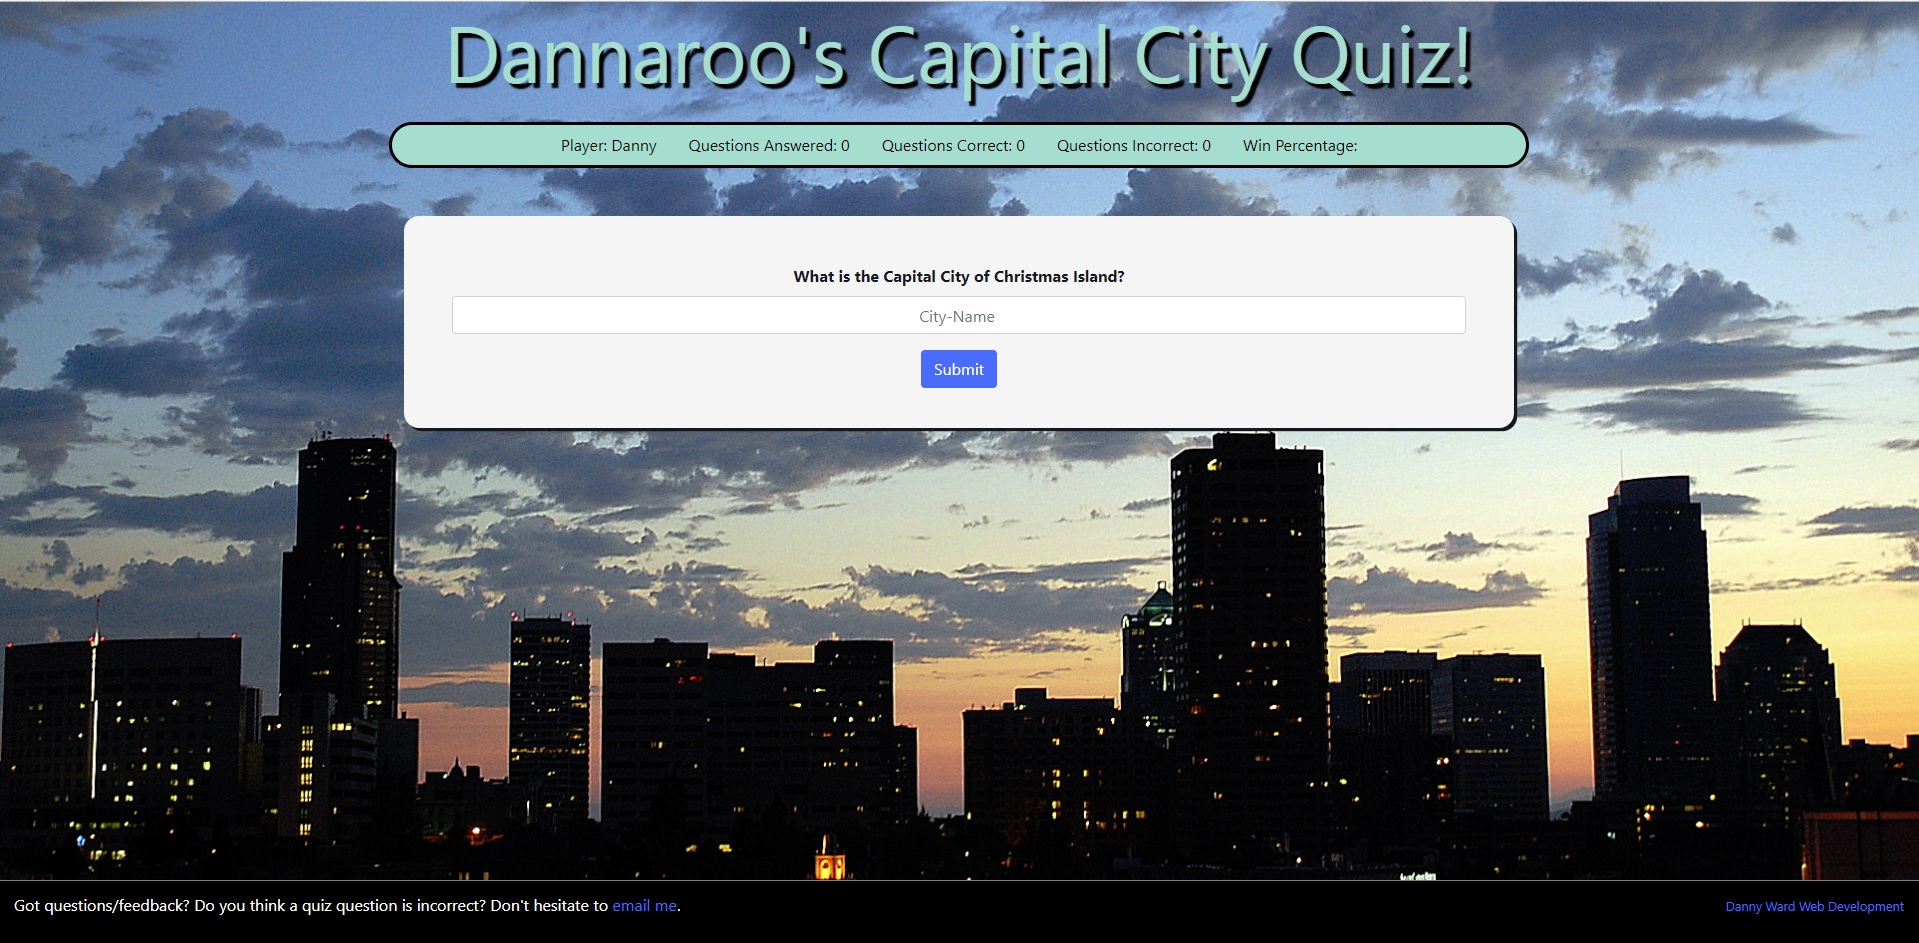 Dannaroo's Capital City Quiz!
Player: Danny Questions Answered: 0 Questions Correct: 0 Questions Incorrect: 0 Win Percentage:
What is the Capital City of Christmas Island?
City-Name
Submit
Got questions/feedback? Do you think a quiz question is incorrect? Don't hesitate to email me.
Danny Ward Web Development